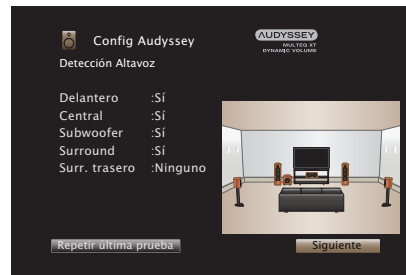 Config Audyssey
AUDYSSEY
MULTEQ XT
DYNAMIC VOLUME
Detección Altavoz
Delantero :Sí
Central :Sí
Subwoofer :Sí
Surround :Sí
Surr. trasero :Ninguno
Repetir última prueba
Siguiente